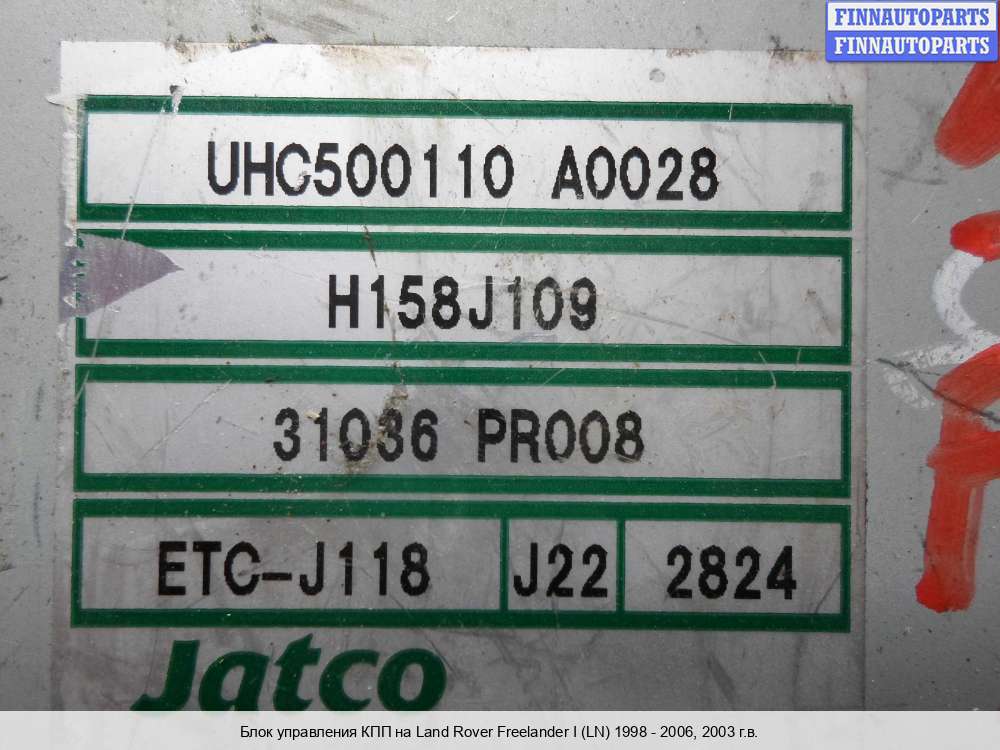 FINNAUTOPARTS
FINNAUTOPARTS
UHC500110 A0028
H158J109
31036 PR008
ETC-J118 J22 2824
Jatco
Блок управления КПП на Land Rover Freelander I (LN) 1998 - 2006, 2003 г.в.